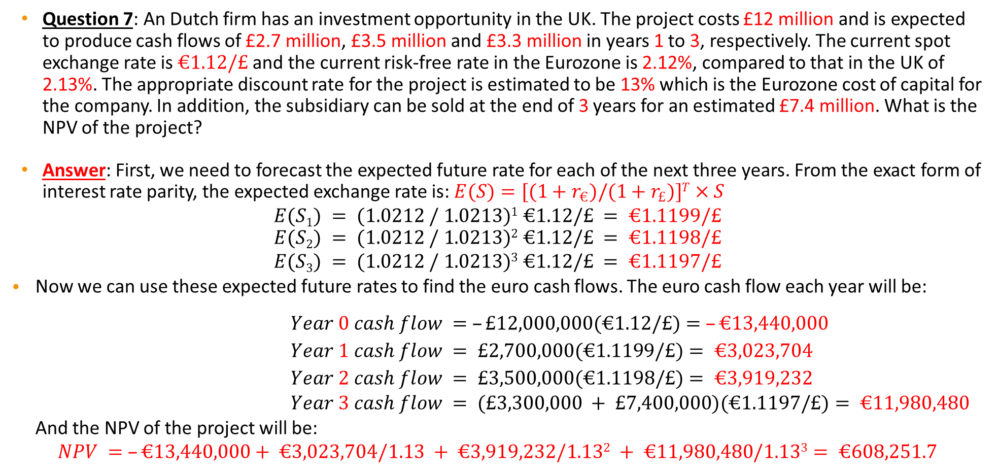 • Question 7: An Dutch firm has an investment opportunity in the UK. The project costs £12 million and is expected
to produce cash flows of £2.7 million, £3.5 million and £3.3 million in years 1 to 3, respectively. The current spot
exchange rate is €1.12/£ and the current risk-free rate in the Eurozone is 2.12%, compared to that in the UK of
2.13%. The appropriate discount rate for the project is estimated to be 13% which is the Eurozone cost of capital for
the company. In addition, the subsidiary can be sold at the end of 3 years for an estimated £7.4 million. What is the
NPV of the project?
• Answer: First, we need to forecast the expected future rate for each of the next three years. From the exact form of
interest rate parity, the expected exchange rate is: E(S) = [(1 + r€)/(1 + r£)]ᵀ × S
E(S₁) = (1.0212 / 1.0213)¹ €1.12/£ = €1.1199/£
E(S₂) = (1.0212 / 1.0213)² €1.12/£ = €1.1198/£
E(S₃) = (1.0212 / 1.0213)³ €1.12/£ = €1.1197/£
• Now we can use these expected future rates to find the euro cash flows. The euro cash flow each year will be:
Year 0 cash flow = –£12,000,000(€1.12/£) = –€13,440,000
Year 1 cash flow = £2,700,000(€1.1199/£) = €3,023,704
Year 2 cash flow = £3,500,000(€1.1198/£) = €3,919,232
Year 3 cash flow = (£3,300,000 + £7,400,000)(€1.1197/£) = €11,980,480
And the NPV of the project will be:
NPV = –€13,440,000 + €3,023,704/1.13 + €3,919,232/1.13² + €11,980,480/1.13³ = €608,251.7